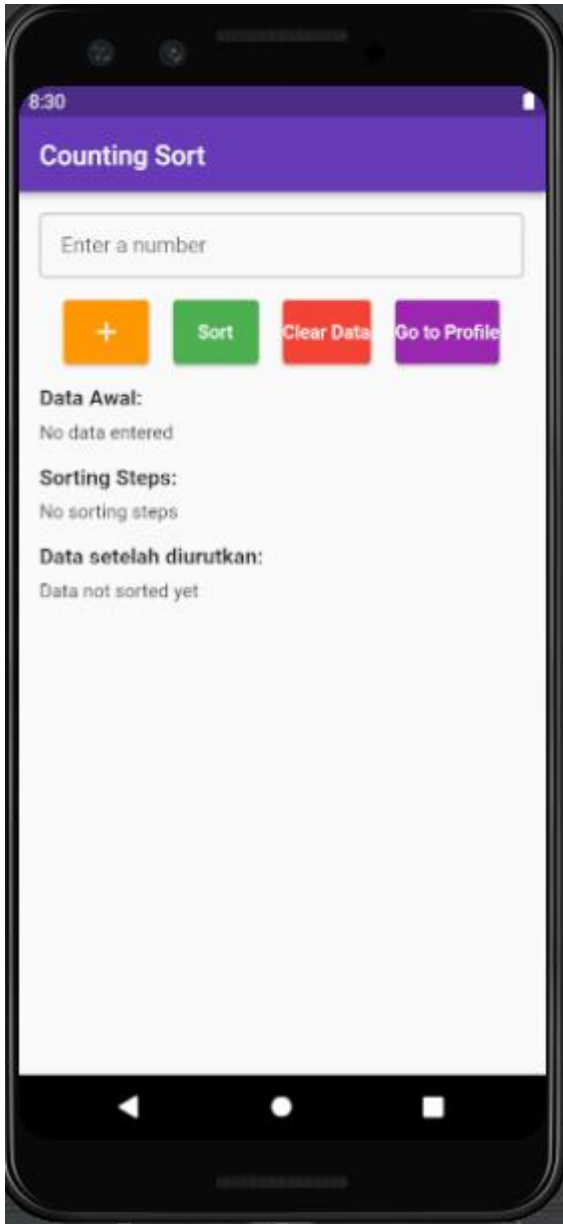 8:30
Counting Sort
Enter a number
+ Sort Clear Data Go to Profile
Data Awal:
No data entered
Sorting Steps:
No sorting steps
Data setelah diurutkan:
Data not sorted yet